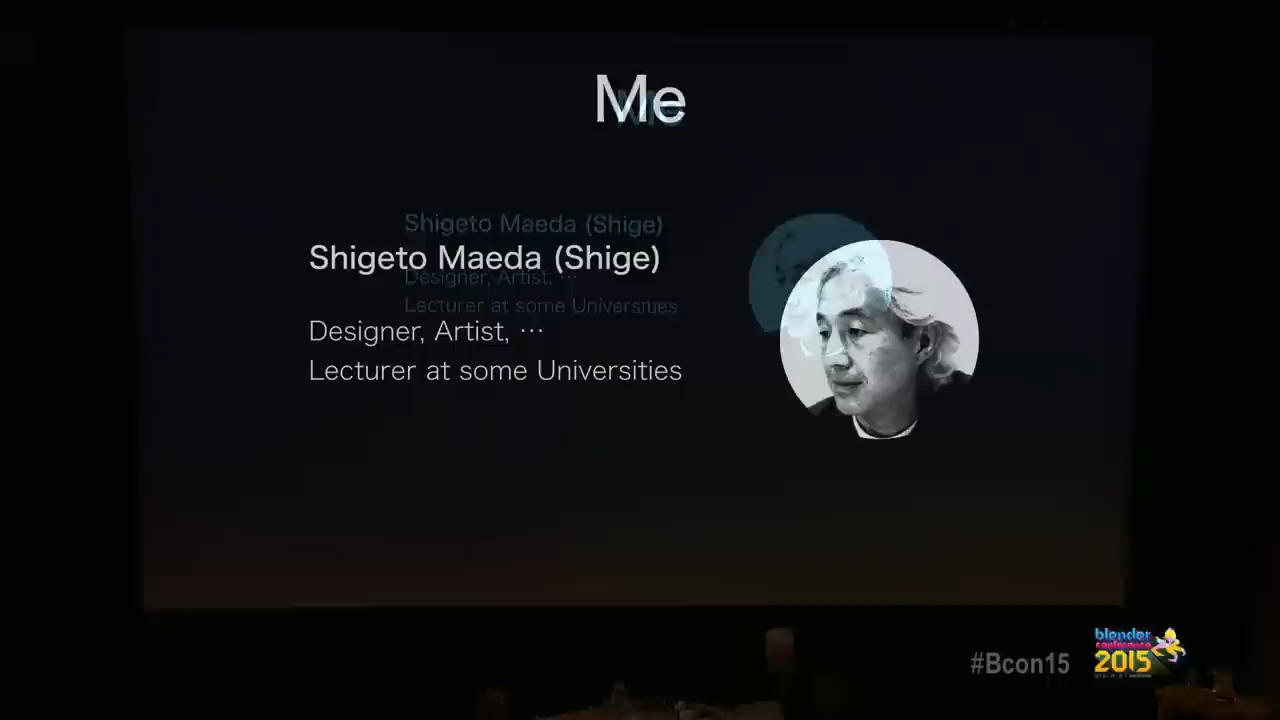 Me
Shigeto Maeda (Shige)
Shigeto Maeda (Shige)
Designer, Artist, …
Lecturer at some Universities
Designer, Artist, ⋯
Lecturer at some Universities
#Bcon15
blender
conference
2015